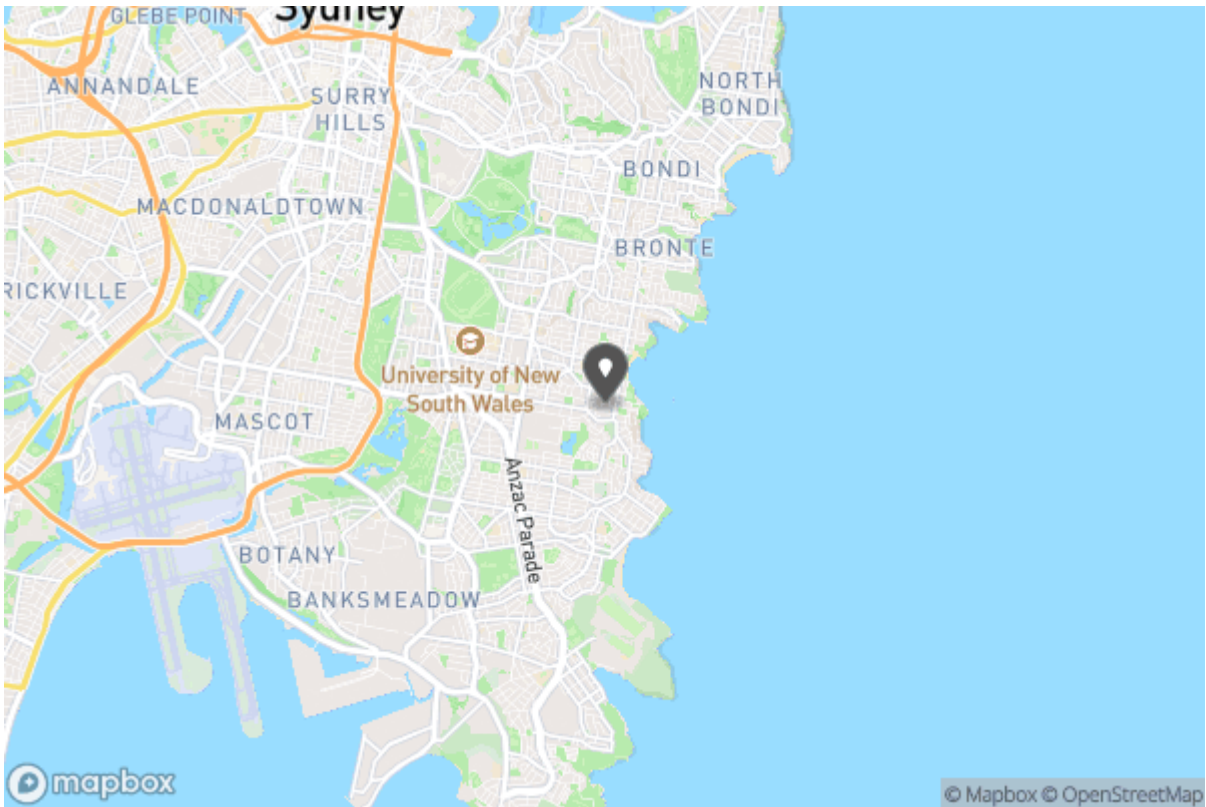 GLEBE POINT
Sydney
ANNANDALE
SURRY
HILLS
NORTH
BONDI
BONDI
MACDONALDTOWN
BRONTE
RICKVILLE
University of New
South Wales
MASCOT
Anzac Parade
BOTANY
BANKSMEADOW
mapbox
© Mapbox © OpenStreetMap